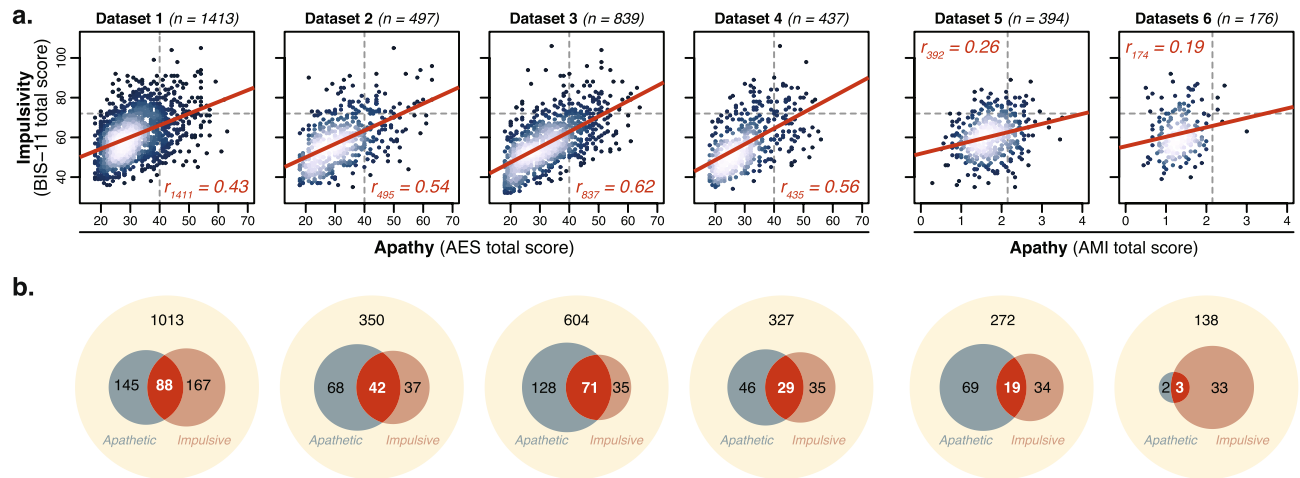 a.
Dataset 1 (n = 1413)
Dataset 2 (n = 497)
Dataset 3 (n = 839)
Dataset 4 (n = 437)
Dataset 5 (n = 394)
Datasets 6 (n = 176)
Impulsivity
(BIS−11 total score)
100
80
60
40
r1411 = 0.43
r495 = 0.54
r837 = 0.62
r435 = 0.56
r392 = 0.26
r174 = 0.19
20 30 40 50 60 70
20 30 40 50 60 70
20 30 40 50 60 70
20 30 40 50 60 70
0 1 2 3 4
0 1 2 3 4
Apathy (AES total score)
Apathy (AMI total score)
b.
1013
145 88 167
Apathetic Impulsive
350
68 42 37
Apathetic Impulsive
604
128 71 35
Apathetic Impulsive
327
46 29 35
Apathetic Impulsive
272
69 19 34
Apathetic Impulsive
138
2 3 33
Apathetic Impulsive